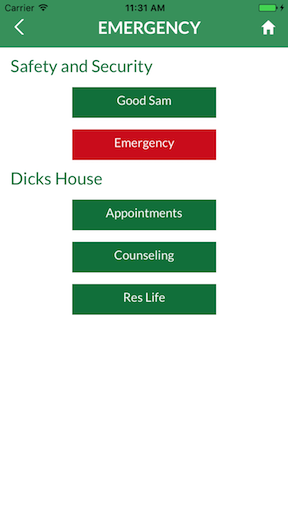 Carrier 11:31 AM
EMERGENCY
Safety and Security
Good Sam
Emergency
Dicks House
Appointments
Counseling
Res Life